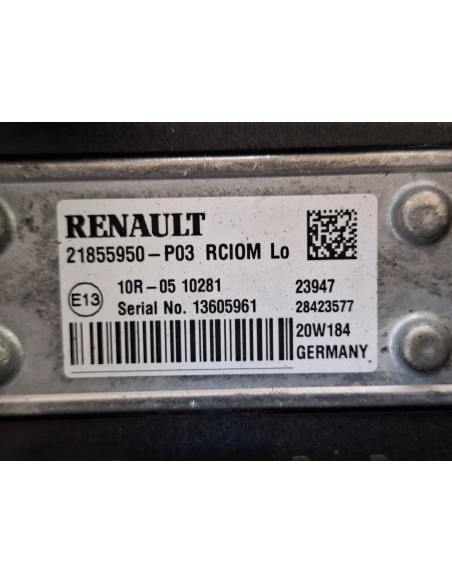 RENAULT
21855950-P03 RCIOM Lo
E13
10R-05 10281 23947
Serial No. 13605961 28423577
20W184
GERMANY